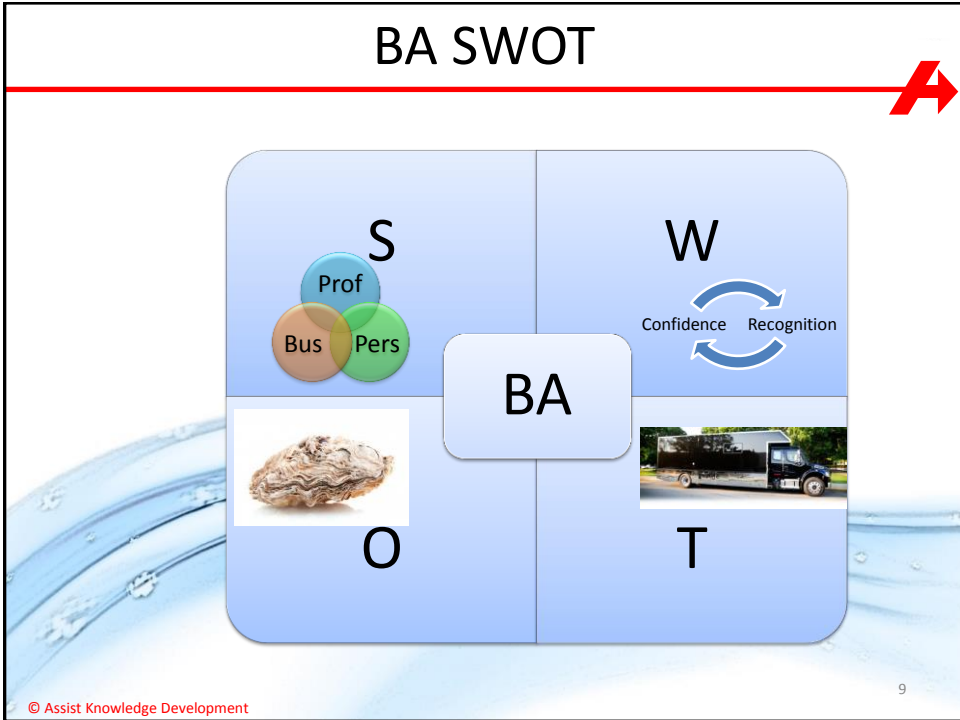 BA SWOT
S
W
Prof
Bus Pers
Confidence Recognition
BA
O
T
© Assist Knowledge Development
9